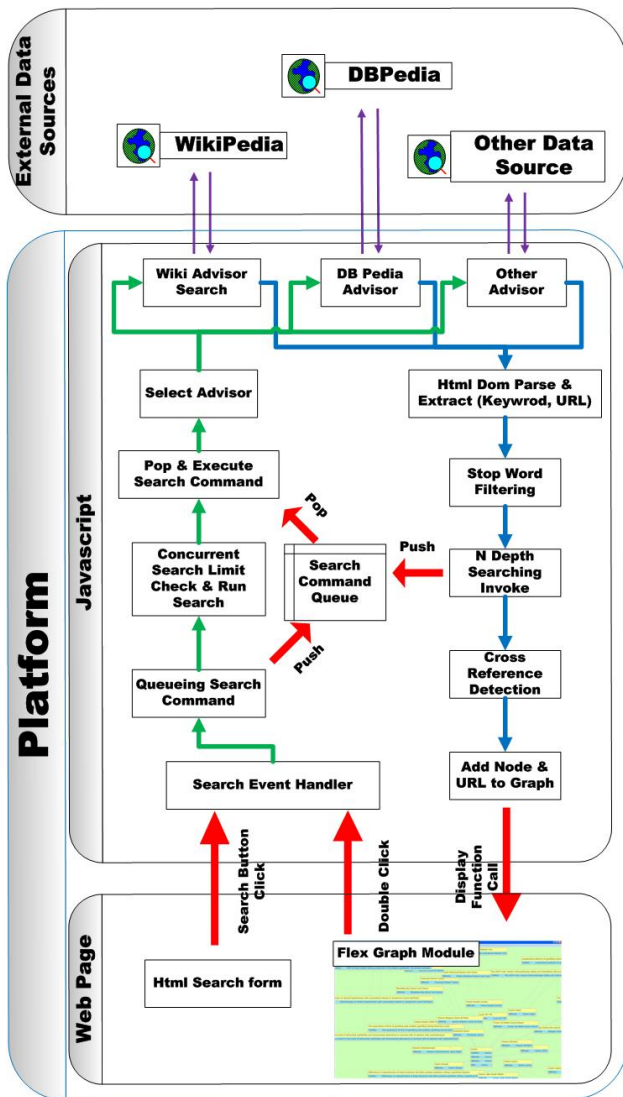 External Data
Sources
DBPedia
WikiPedia
Other Data
Source
Platform
Javascript
Wiki Advisor
Search
DB Pedia
Advisor
Other
Advisor
Select Advisor
Html Dom Parse &
Extract (Keywrod, URL)
Pop & Execute
Search Command
Stop Word
Filtering
Pop
Concurrent
Search Limit
Check & Run
Search
Search
Command
Queue
Push
N Depth
Searching
Invoke
Push
Queueing Search
Command
Cross
Reference
Detection
Search Event Handler
Add Node &
URL to Graph
Search Button
Click
Double Click
Display
Function
Call
Web Page
Html Search form
Flex Graph Module